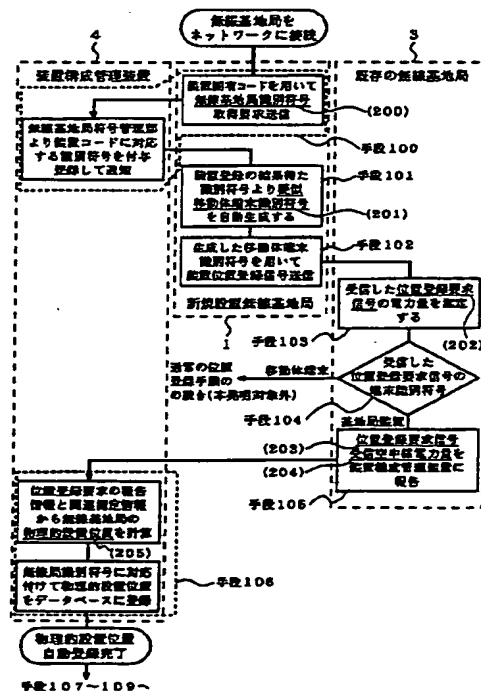 無線基地局を
ネットワークに接続
4
3
装置構成管理装置
既存の無線基地局
装置固有コードを用いて
無線基地局識別符号
取得要求送信
(200)
手段100
無線基地局符号管理部
より装置コードに対応
する識別符号を付与
登録して通知
手段101
装置登録の結果得た
識別符号より疑似
移動体端末識別符号
を自動生成する
(201)
手段102
生成した移動体端末
識別符号を用いて
位置登録信号送信
新規設置無線基地局
1
受信した位置登録要求
信号の電力量を測定
する
(202)
手段103
通常の位置
登録手順の
(本発明対象外)
移動体端末
受信した
位置登録要求信号の
端末識別符号
手段104
基地局装置
(203)
(204)
位置登録要求信号
受信空中線電力量を
装置構成管理装置に
報告
手段105
位置登録要求の報告
情報と関連測定情報
から無線基地局の
物理的設置位置を計算
(205)
手段106
無線局識別符号に対応
付けて物理的設置位置
をデータベースに登録
物理的設置位置
自動登録完了
手段107～109へ